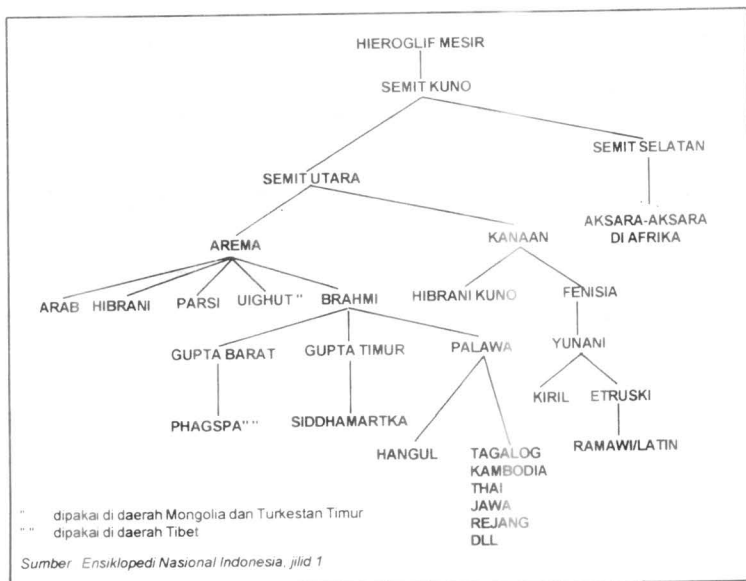 HIEROGLIF MESIR
SEMIT KUNO
SEMIT SELATAN
SEMIT UTARA
AKSARA-AKSARA
DI AFRIKA
AREMA
KANAAN
ARAB HIBRANI PARSI UIGHUT " BRAHMI HIBRANI KUNO FENISIA
GUPTA BARAT GUPTA TIMUR PALAWA YUNANI
KIRIL ETRUSKI
PHAGSPA"" SIDDHAMARTKA
HANGUL TAGALOG RAMAWI/LATIN
KAMBODIA
THAI
JAWA
REJANG
DLL
" dipakai di daerah Mongolia dan Turkestan Timur
"" dipakai di daerah Tibet
Sumber Ensiklopedi Nasional Indonesia, jilid 1